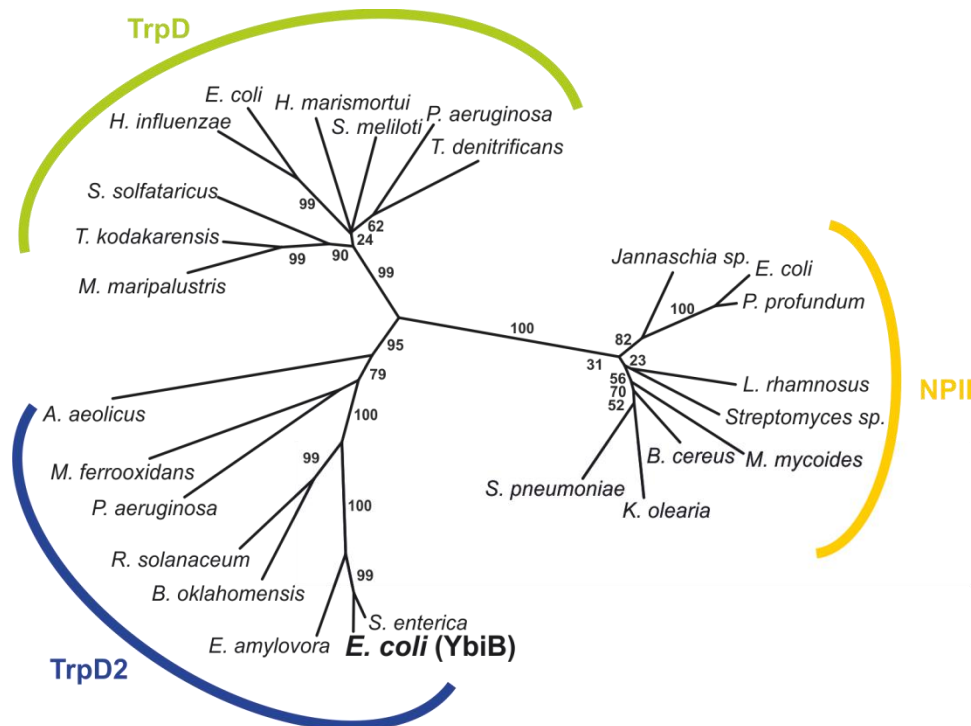 TrpD
E. coli
H. marismortui
H. influenzae
S. meliloti
P. aeruginosa
T. denitrificans
S. solfataricus
99
62
24
T. kodakarensis
99
90
M. maripalustris
99
Jannaschia sp.
E. coli
P. profundum
100
100
82
31
23
95
79
56
70
52
L. rhamnosus
NPII
Streptomyces sp.
A. aeolicus
100
B. cereus
M. mycoides
M. ferrooxidans
99
S. pneumoniae
K. olearia
P. aeruginosa
100
R. solanaceum
99
B. oklahomensis
S. enterica
E. amylovora
E. coli (YbiB)
TrpD2